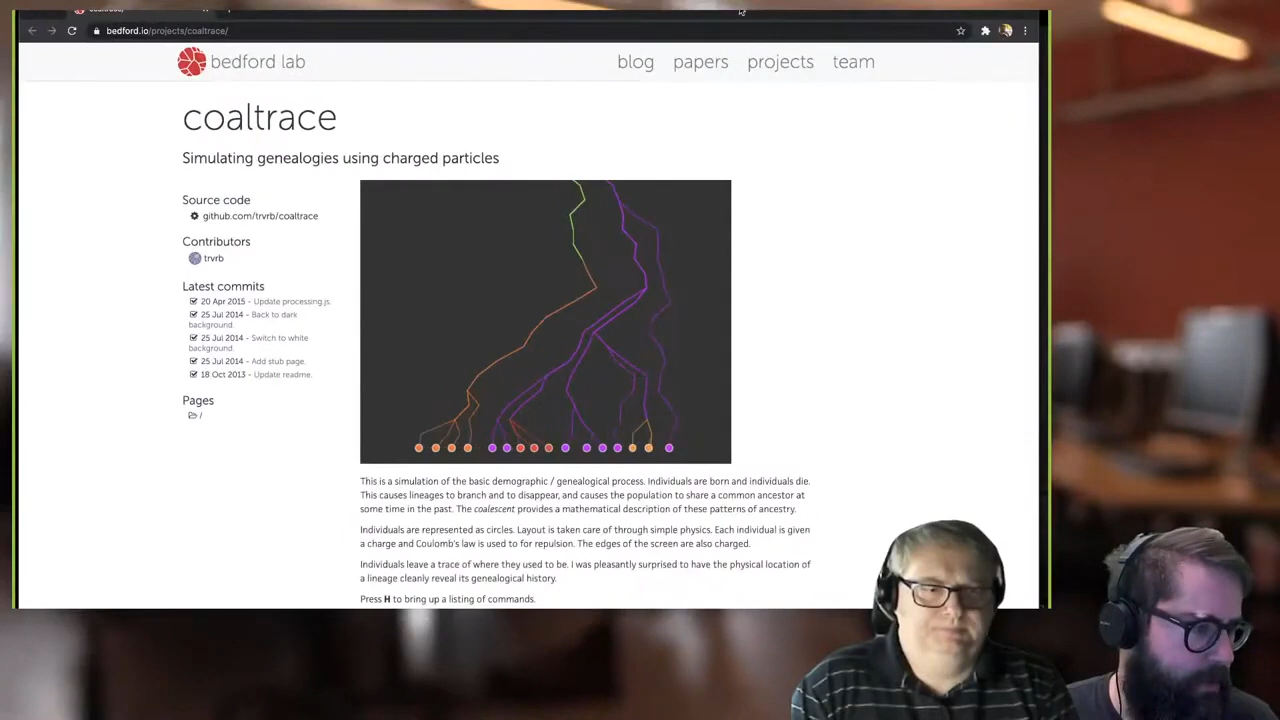 bedford.io/projects/coaltrace/
bedford lab
blog
papers
projects
team
coaltrace
Simulating genealogies using charged particles
Source code
github.com/trvrb/coaltrace
Contributors
trvrb
Latest commits
20 Apr 2015 - Update processing.js.
25 Jul 2014 - Back to dark
background.
25 Jul 2014 - Switch to white
background.
25 Jul 2014 - Add stub page.
18 Oct 2013 - Update readme.
Pages
/
This is a simulation of the basic demographic / genealogical process. Individuals are born and individuals die.
This causes lineages to branch and to disappear, and causes the population to share a common ancestor at
some time in the past. The coalescent provides a mathematical description of these patterns of ancestry.
Individuals are represented as circles. Layout is taken care of through simple physics. Each individual is given
a charge and Coulomb's law is used to for repulsion. The edges of the screen are also charged.
Individuals leave a trace of where they used to be. I was pleasantly surprised to have the physical location of
a lineage cleanly reveal its genealogical history.
Press H to bring up a listing of commands.